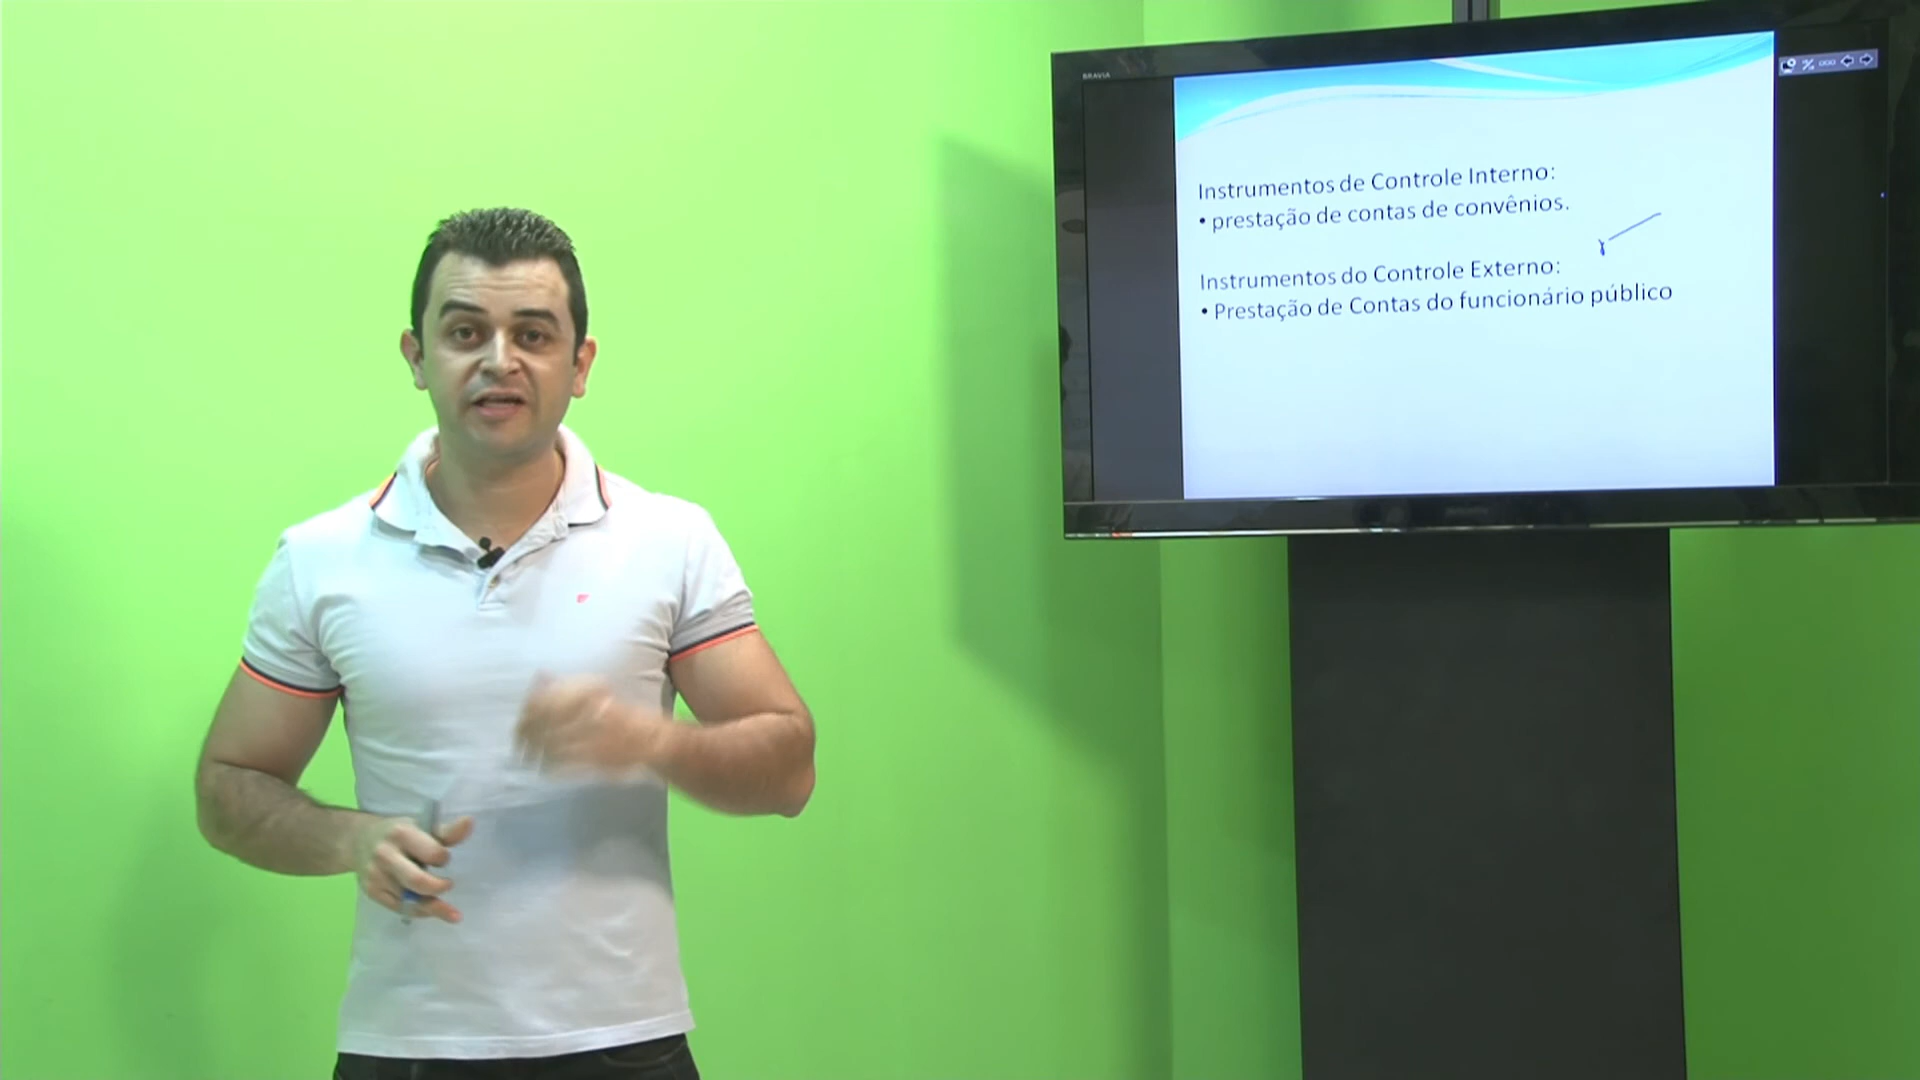 BRAVIA
Instrumentos de Controle Interno:
• prestação de contas de convênios.
Instrumentos do Controle Externo:
• Prestação de Contas do funcionário público